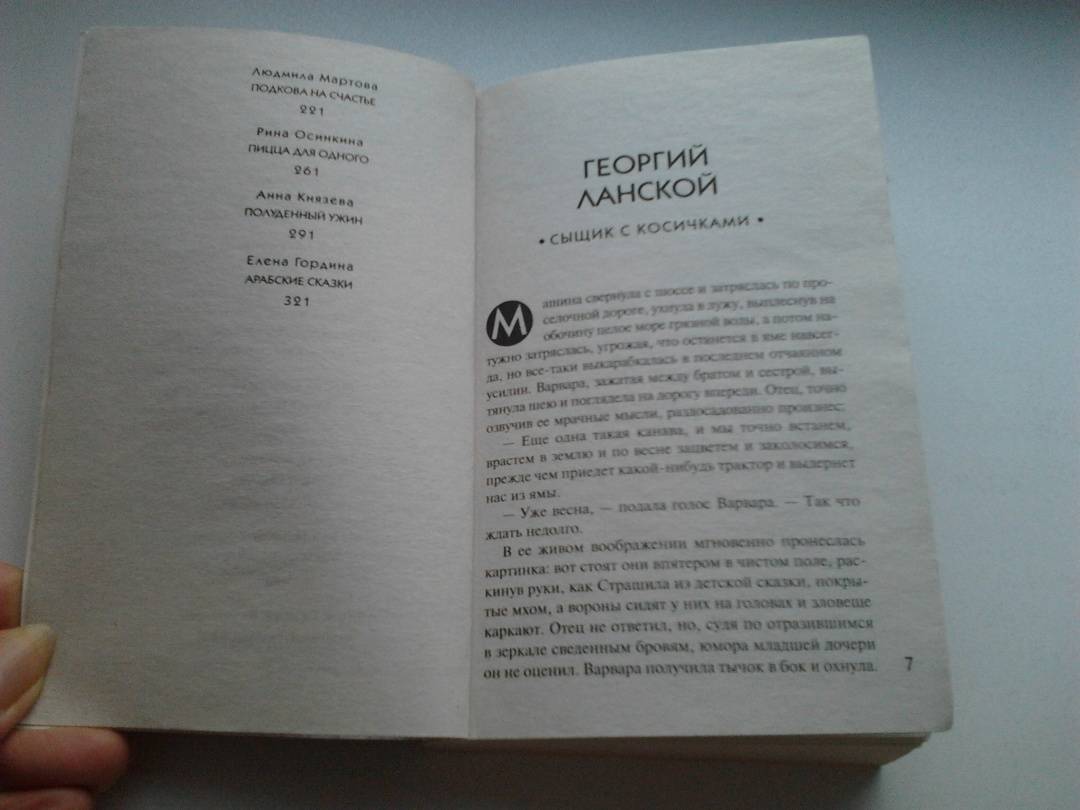 Людмила Мартова
ПОДКОВА НА СЧАСТЬЕ
221
Рина Осинкина
ПИЦЦА ДЛЯ ОДНОГО
261
Анна Князева
ПОЛУДЕННЫЙ УЖИН
291
Елена Гордина
АРАБСКИЕ СКАЗКИ
321
ГЕОРГИЙ
ЛАНСКОЙ
• СЫЩИК С КОСИЧКАМИ •
Машина свернула с шоссе и затряслась по про-
селочной дороге, ухнула в лужу, выплеснув на
обочину целое море грязной воды, а потом на-
тужно затряслась, угрожая, что останется в яме навсег-
да, но все-таки выкарабкалась в последнем отчаянном
усилии. Варвара, зажатая между братом и сестрой, вы-
тянула шею и поглядела на дорогу впереди. Отец, точно
озвучив ее мрачные мысли, раздосадованно произнес:
— Еще одна такая канава, и мы точно встанем,
врастем в землю и по весне зацветем и заколосимся,
прежде чем приедет какой-нибудь трактор и выдернет
нас из ямы.
— Уже весна, — подала голос Варвара. — Так что
ждать недолго.
В ее живом воображении мгновенно пронеслась
картинка: вот стоят они впятером в чистом поле, рас-
кинув руки, как Страшила из детской сказки, покры-
тые мхом, а вороны сидят у них на головах и зловеще
каркают. Отец не ответил, но, судя по отразившимся
в зеркале сведенным бровям, юмора младшей дочери
он не оценил. Варвара получила тычок в бок и охнула.
7